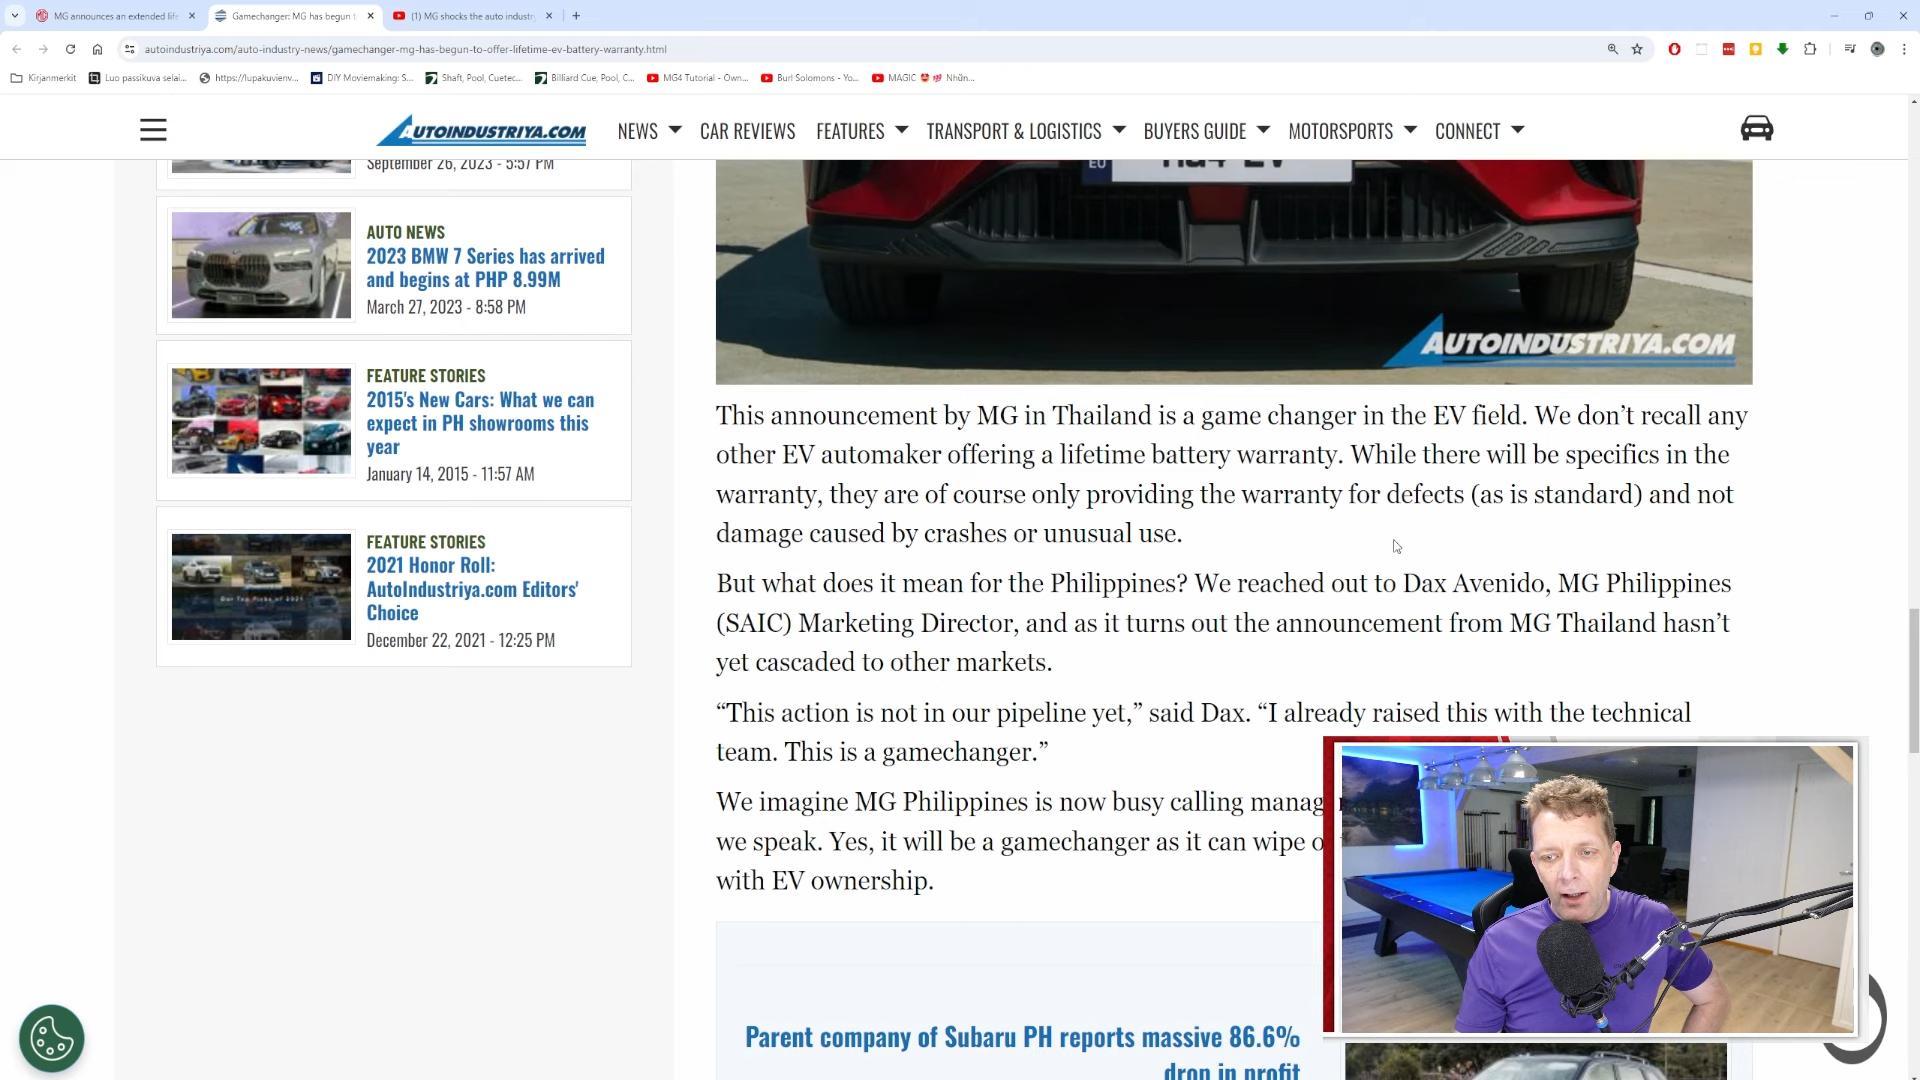 MG announces an extended life
Gamechanger: MG has begun t
(1) MG shocks the auto industr
autoindustriya.com/auto-industry-news/gamechanger-mg-has-begun-to-offer-lifetime-ev-battery-warranty.html
Kirjanmerkit
Luo passikuva selai...
https://lupakuvienv...
DIY Moviemaking: S...
Shaft, Pool, Cuetec...
Billiard Cue, Pool, C...
MG4 Tutorial - Own...
Burl Solomons - Yo...
MAGIC 🤩 💕 Nhữn...
AUTOINDUSTRIYA.COM
NEWS
CAR REVIEWS
FEATURES
TRANSPORT & LOGISTICS
BUYERS GUIDE
MOTORSPORTS
CONNECT
September 26, 2023 - 5:57 PM
AUTO NEWS
2023 BMW 7 Series has arrived
and begins at PHP 8.99M
March 27, 2023 - 8:58 PM
FEATURE STORIES
2015's New Cars: What we can
expect in PH showrooms this
year
January 14, 2015 - 11:57 AM
Our Top Picks of 2021
FEATURE STORIES
2021 Honor Roll:
AutoIndustriya.com Editors'
Choice
December 22, 2021 - 12:25 PM
EU
AUTOINDUSTRIYA.COM
This announcement by MG in Thailand is a game changer in the EV field. We don’t recall any
other EV automaker offering a lifetime battery warranty. While there will be specifics in the
warranty, they are of course only providing the warranty for defects (as is standard) and not
damage caused by crashes or unusual use.
But what does it mean for the Philippines? We reached out to Dax Avenido, MG Philippines
(SAIC) Marketing Director, and as it turns out the announcement from MG Thailand hasn’t
yet cascaded to other markets.
“This action is not in our pipeline yet,” said Dax. “I already raised this with the technical
team. This is a gamechanger.”
We imagine MG Philippines is now busy calling manag
we speak. Yes, it will be a gamechanger as it can wipe o
with EV ownership.
Parent company of Subaru PH reports massive 86.6%
drop in profit